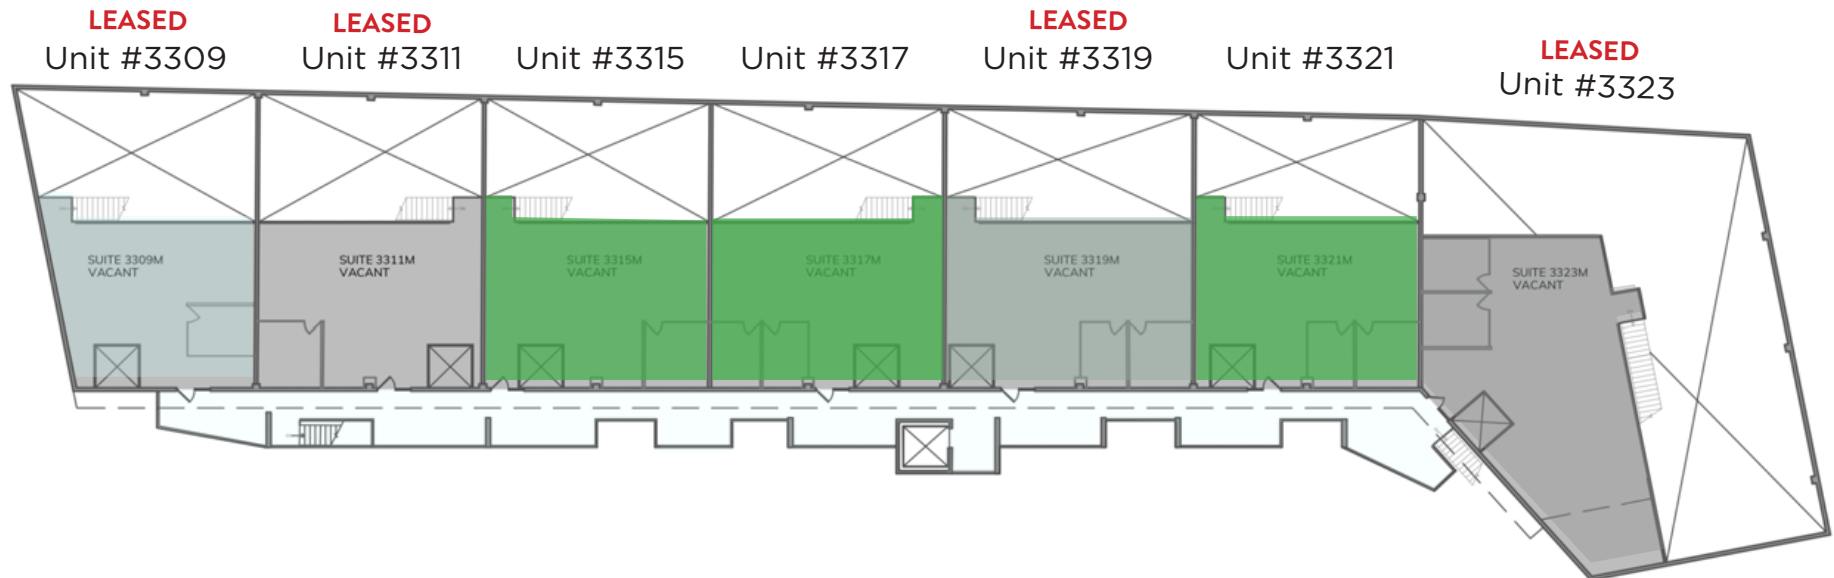 LEASED
Unit #3309
LEASED
Unit #3311
Unit #3315
Unit #3317
LEASED
Unit #3319
Unit #3321
LEASED
Unit #3323
SUITE 3309M
VACANT
SUITE 3311M
VACANT
SUITE 3315M
VACANT
SUITE 3317M
VACANT
SUITE 3319M
VACANT
SUITE 3321M
VACANT
SUITE 3323M
VACANT